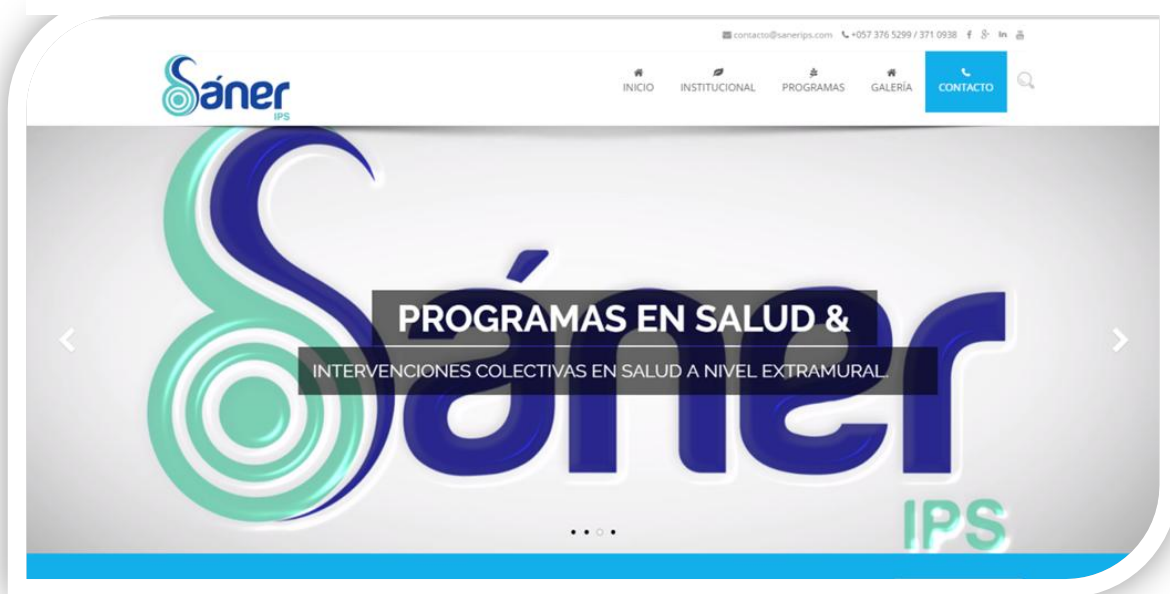 contacto@sanerips.com +057 376 5299 / 371 0938
Sáner
IPS
INICIO INSTITUCIONAL PROGRAMAS GALERÍA CONTACTO
Sáner
PROGRAMAS EN SALUD &
INTERVENCIONES COLECTIVAS EN SALUD A NIVEL EXTRAMURAL.
IPS